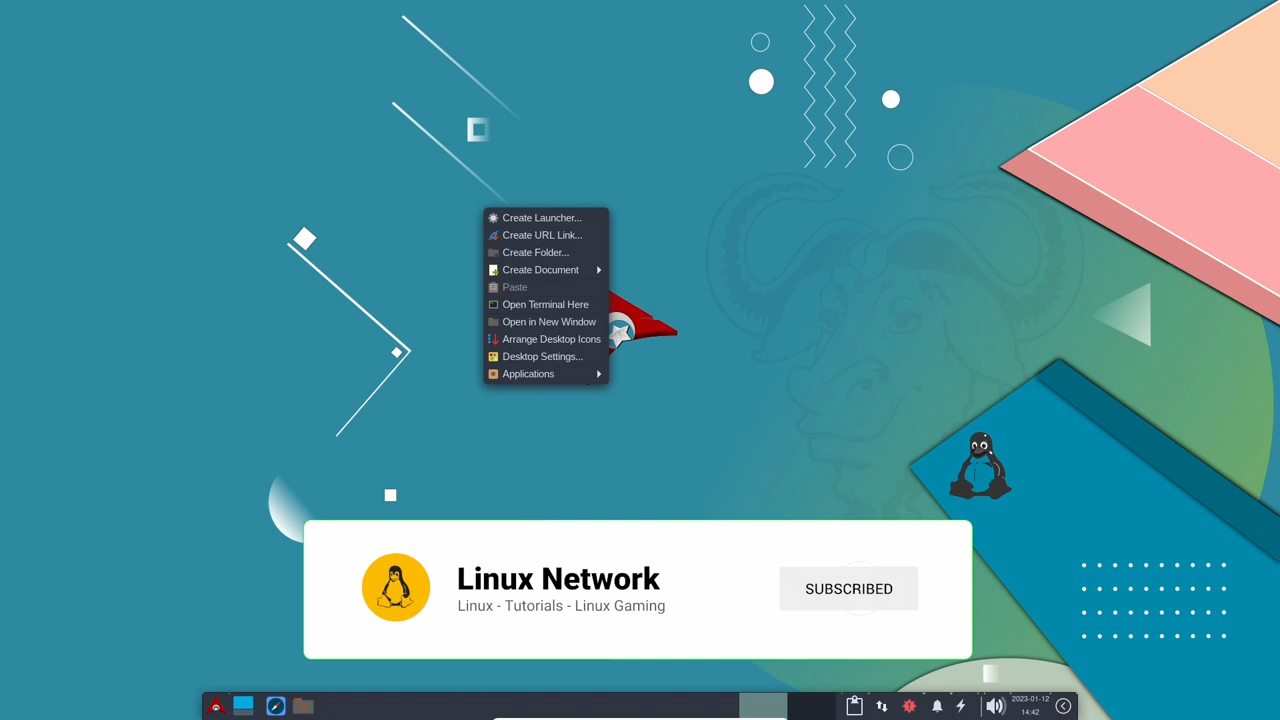 Create Launcher...
Create URL Link...
Create Folder...
Create Document
Paste
Open Terminal Here
Open in New Window
Arrange Desktop Icons
Desktop Settings...
Applications
Linux Network
Linux - Tutorials - Linux Gaming
SUBSCRIBED
2023-01-12
14:42